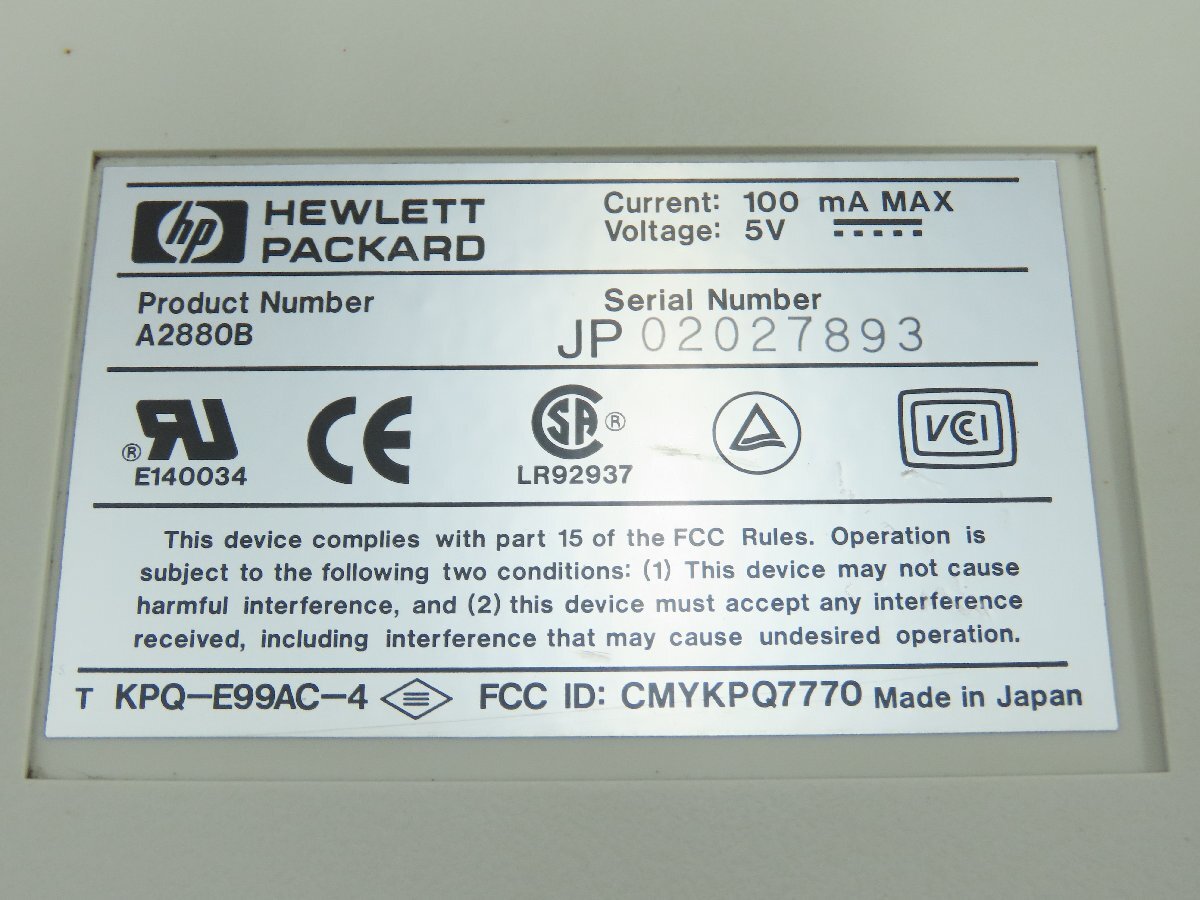 hp HEWLETT PACKARD
Current: 100 mA MAX
Voltage: 5V
Product Number
A2880B
Serial Number
JP 02027893
® RU
E140034
CE
CSA ®
LR92937
VCCI
This device complies with part 15 of the FCC Rules. Operation is
subject to the following two conditions: (1) This device may not cause
harmful interference, and (2) this device must accept any interference
received, including interference that may cause undesired operation.
T KPQ-E99AC-4 FCC ID: CMYKPQ7770 Made in Japan